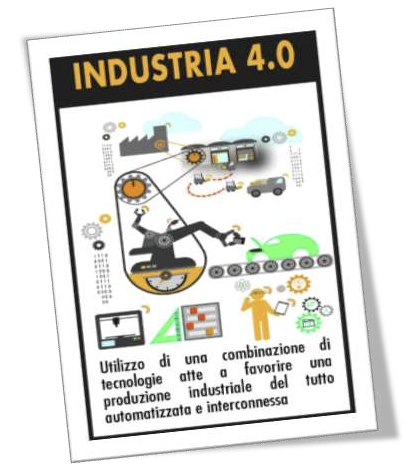 INDUSTRIA 4.0
Utilizzo di una combinazione di
tecnologie atte a favorire una
produzione industriale del tutto
automatizzata e interconnessa